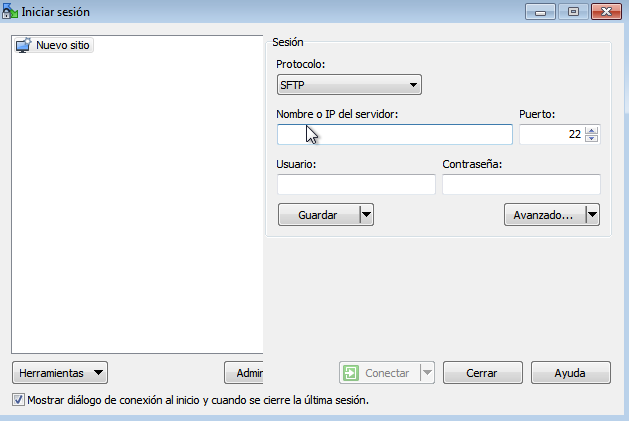 Iniciar sesión
Nuevo sitio
Sesión
Protocolo:
SFTP
Nombre o IP del servidor:
Puerto:
22
Usuario:
Contraseña:
Guardar
Avanzado...
Herramientas
Admin
Conectar
Cerrar
Ayuda
Mostrar diálogo de conexión al inicio y cuando se cierre la última sesión.